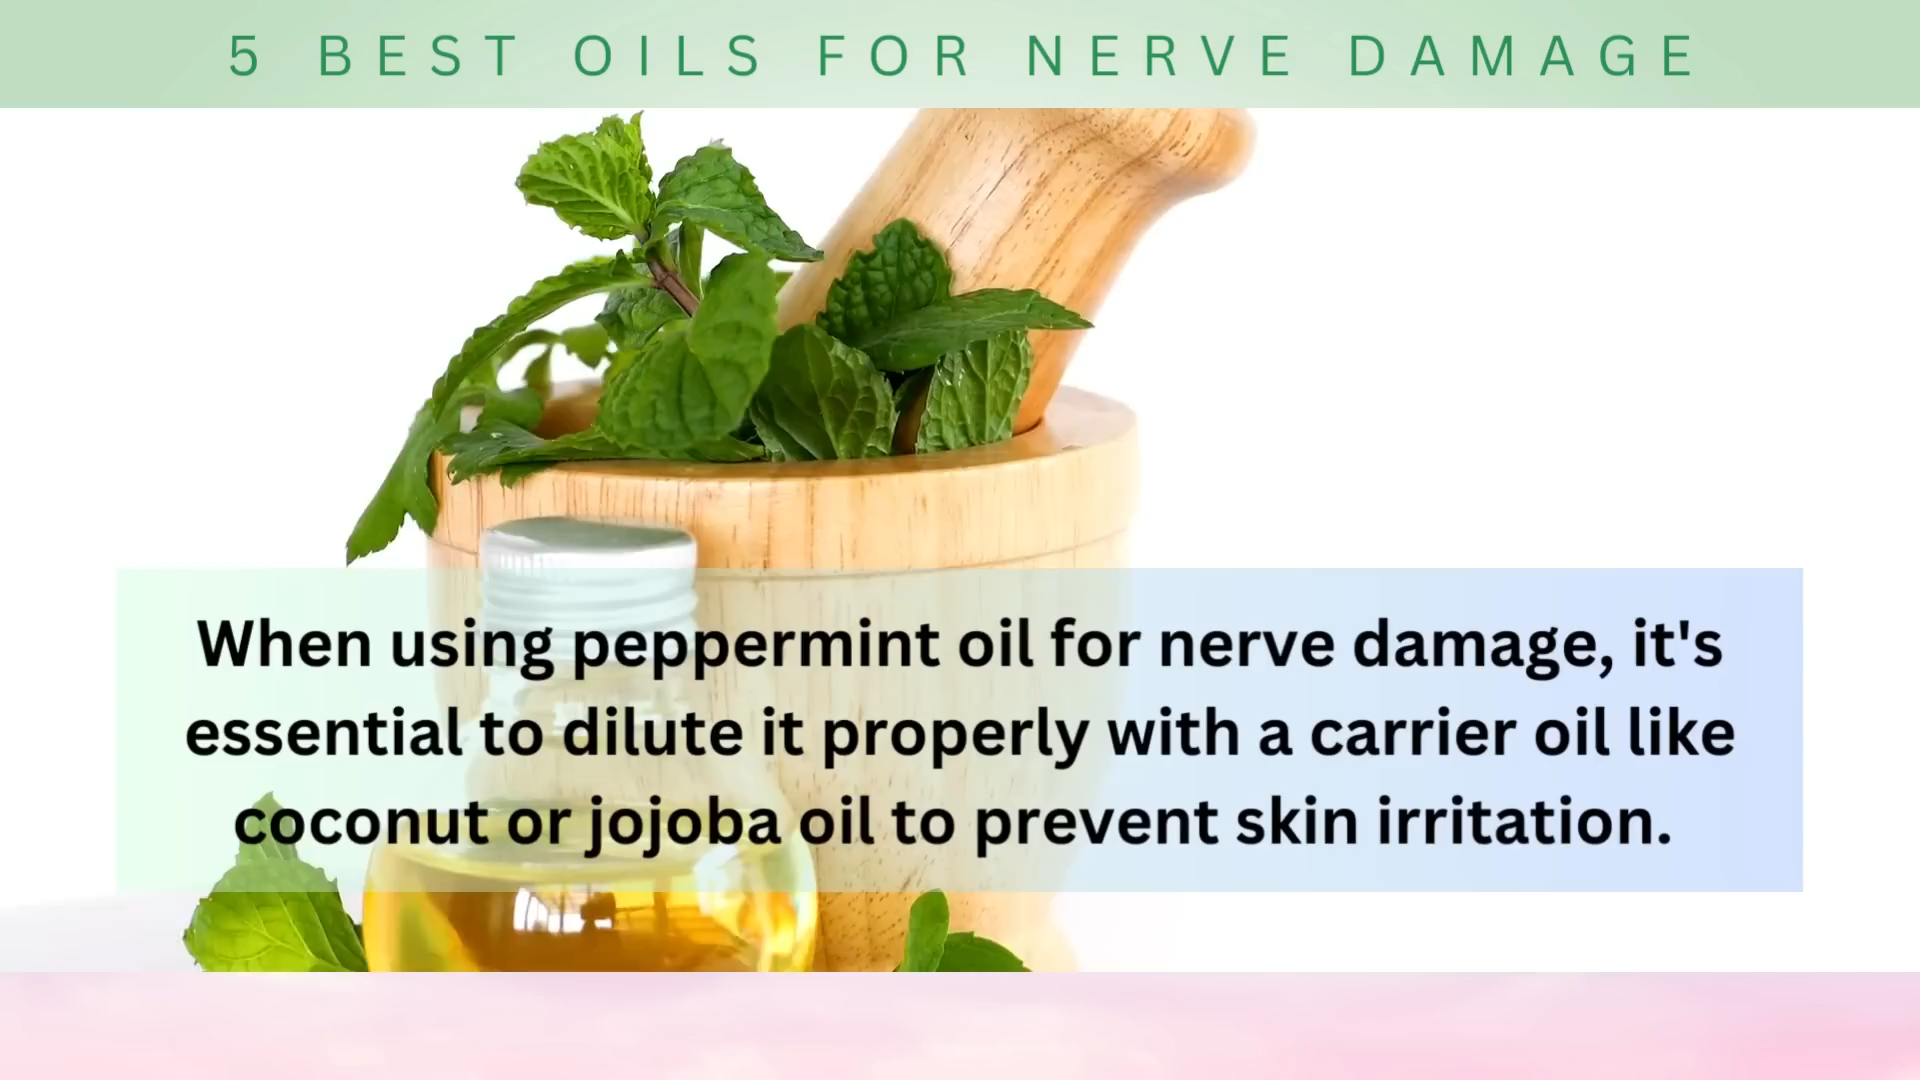 5 BEST OILS FOR NERVE DAMAGE
When using peppermint oil for nerve damage, it's
essential to dilute it properly with a carrier oil like
coconut or jojoba oil to prevent skin irritation.